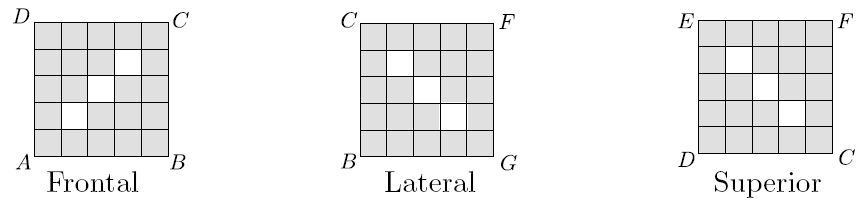 D C C F E F
A B B G D C
Frontal Lateral Superior